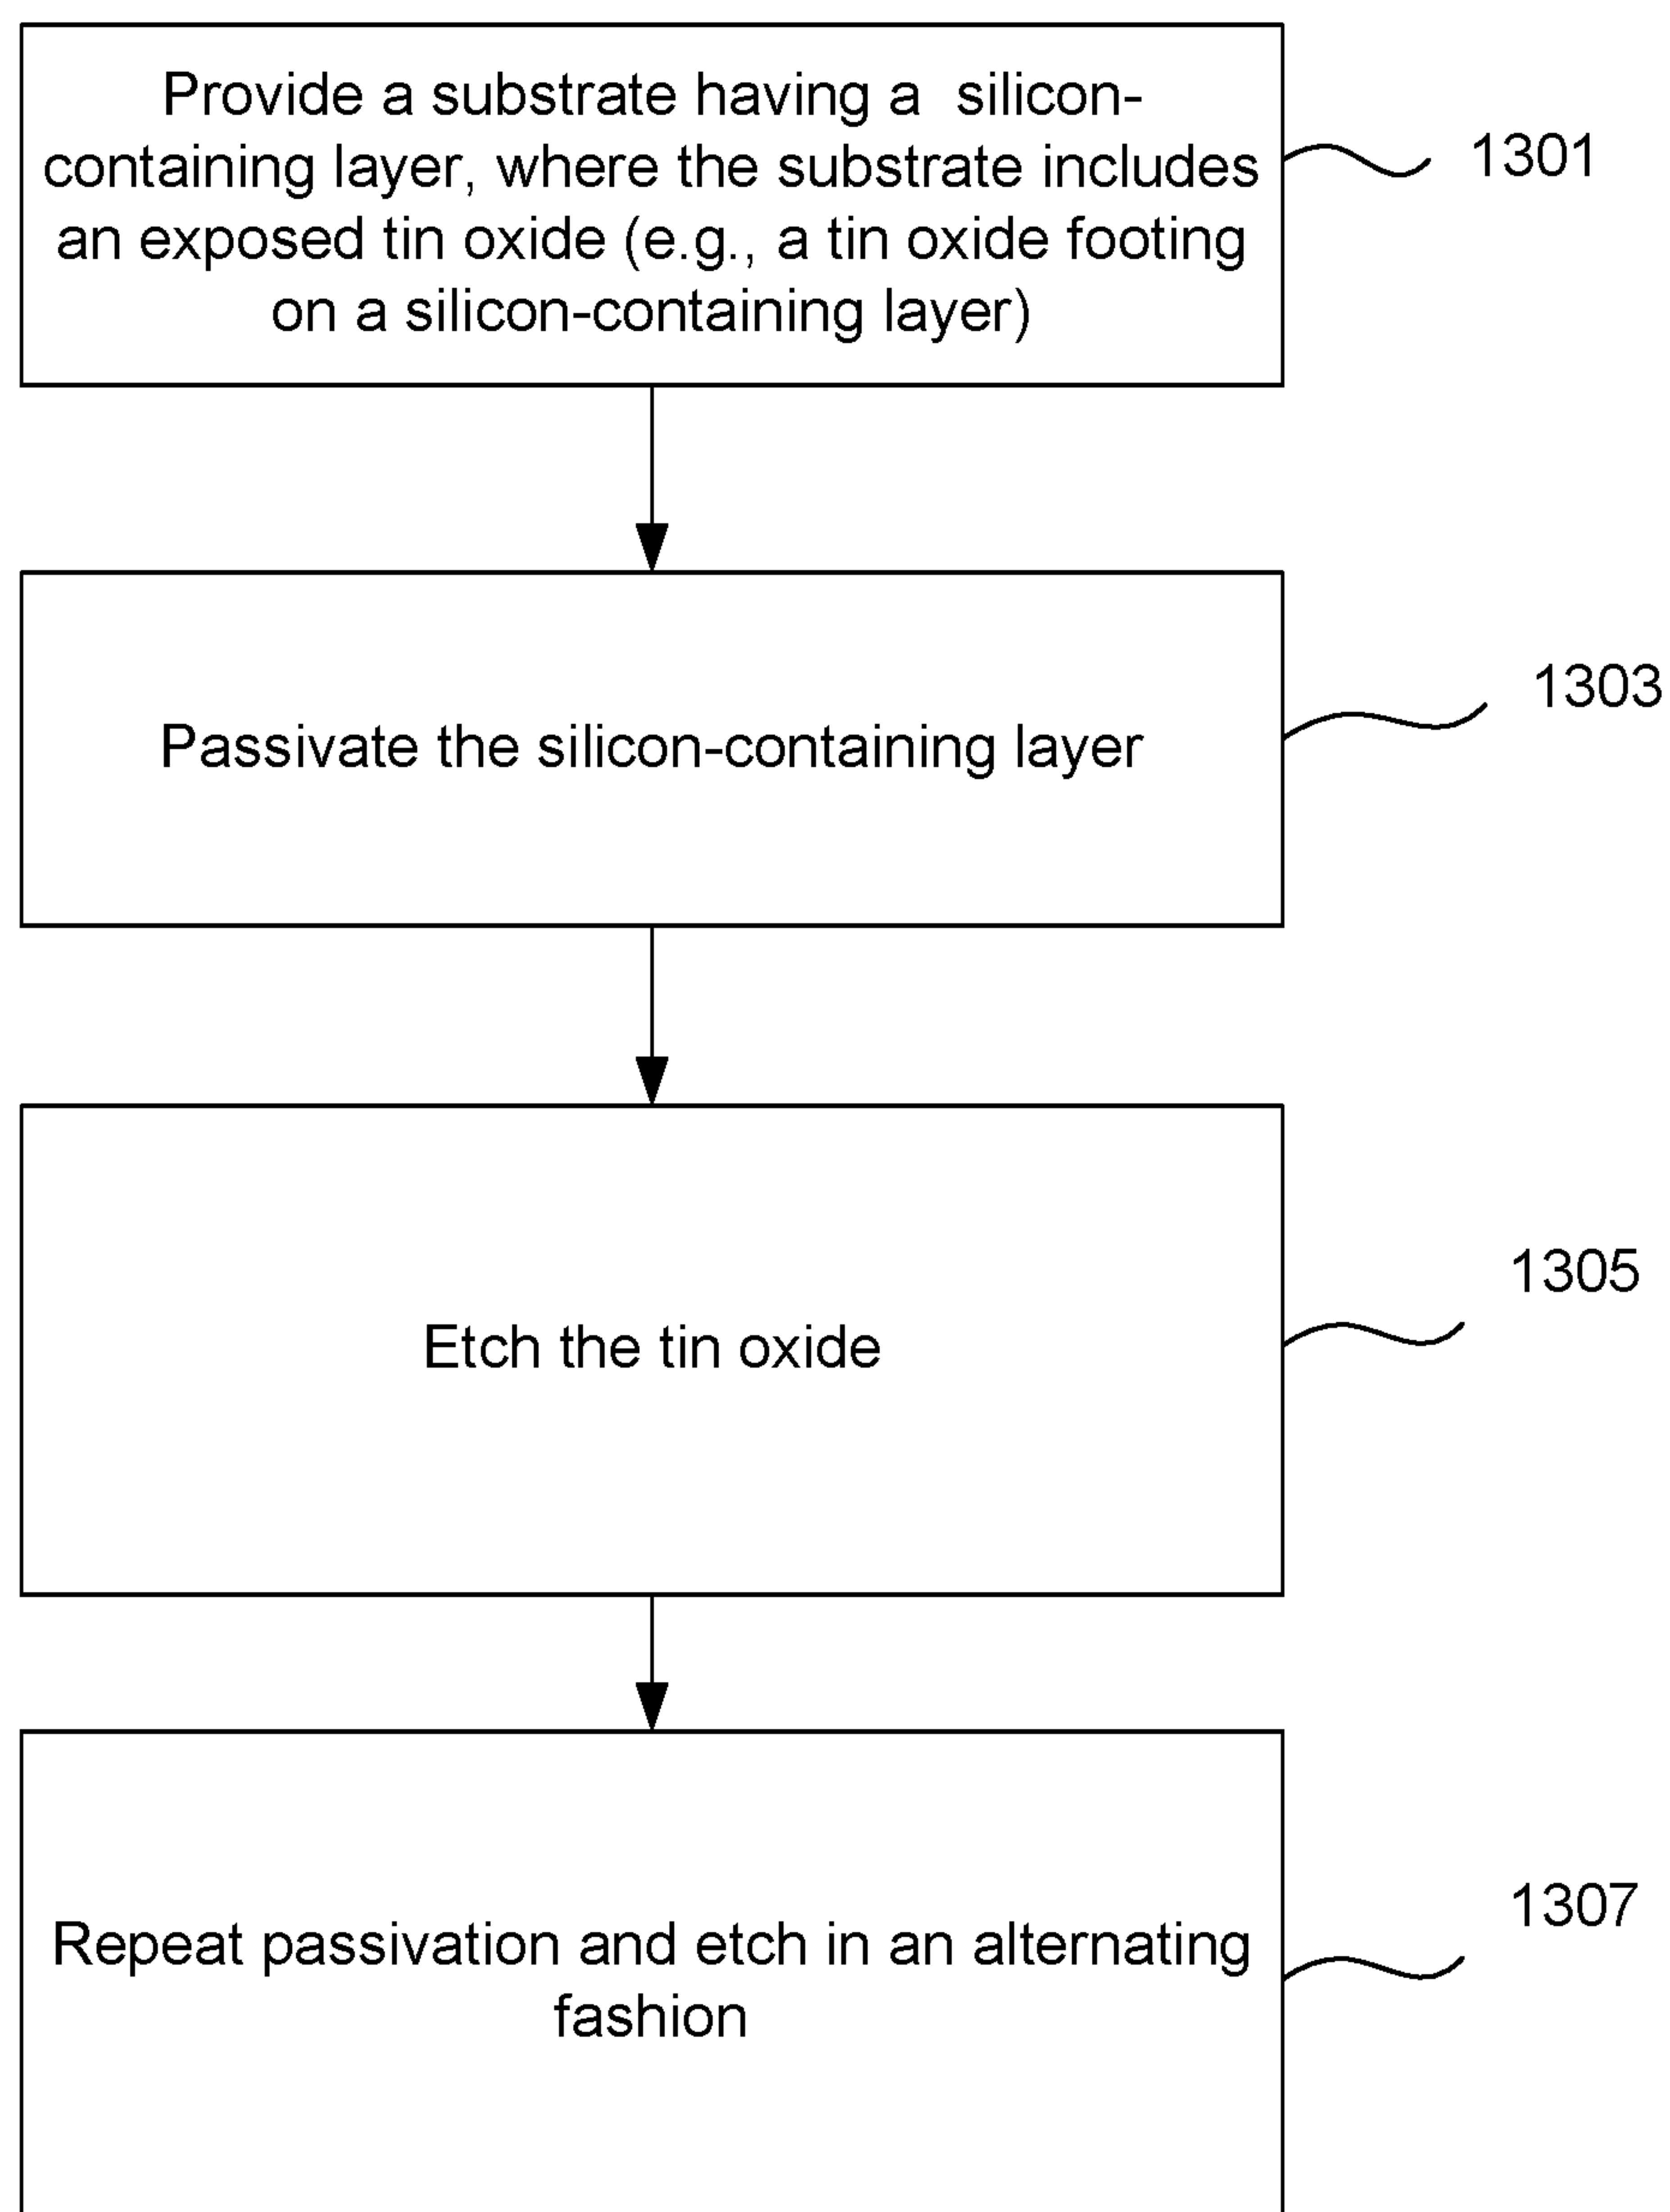 Provide a substrate having a  silicon-
containing layer, where the substrate includes
an exposed tin oxide (e.g., a tin oxide footing
on a silicon-containing layer)
1301
Passivate the silicon-containing layer
1303
Etch the tin oxide
1305
Repeat passivation and etch in an alternating
fashion
1307